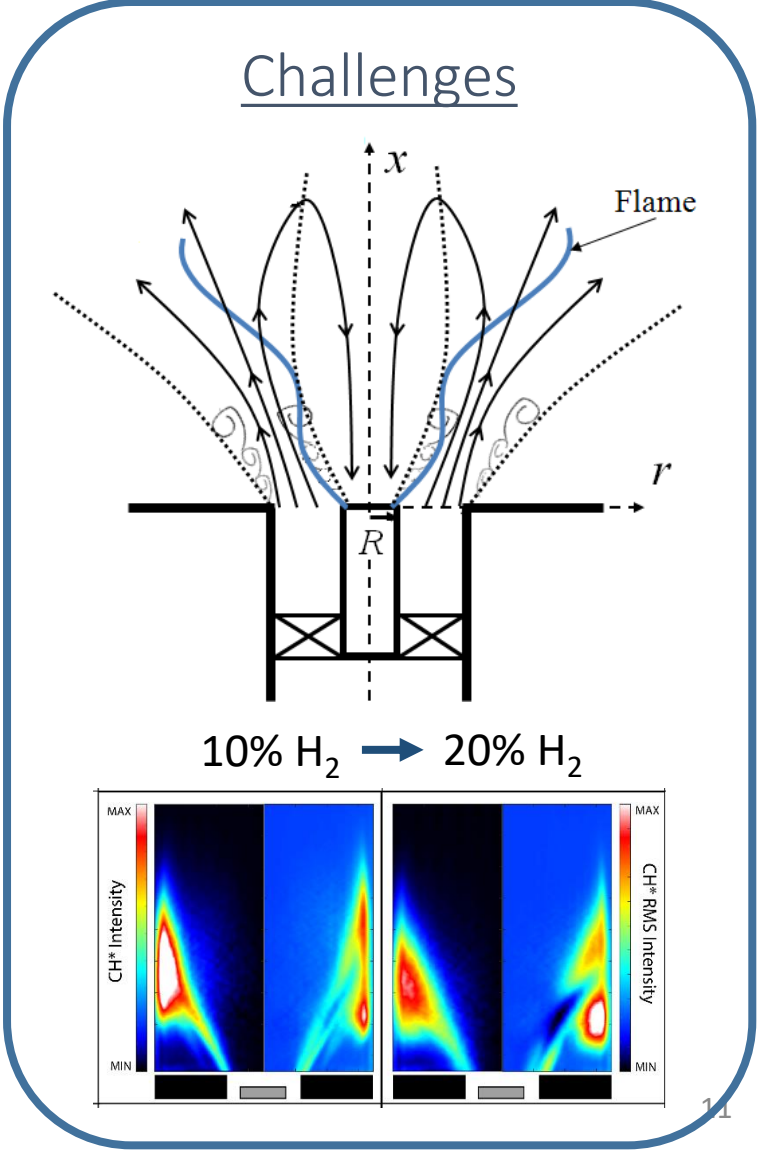 Challenges
x
Flame
r
R
10% H₂ 20% H₂
MAX
MAX
CH* Intensity
CH* RMS Intensity
MIN
MIN
11